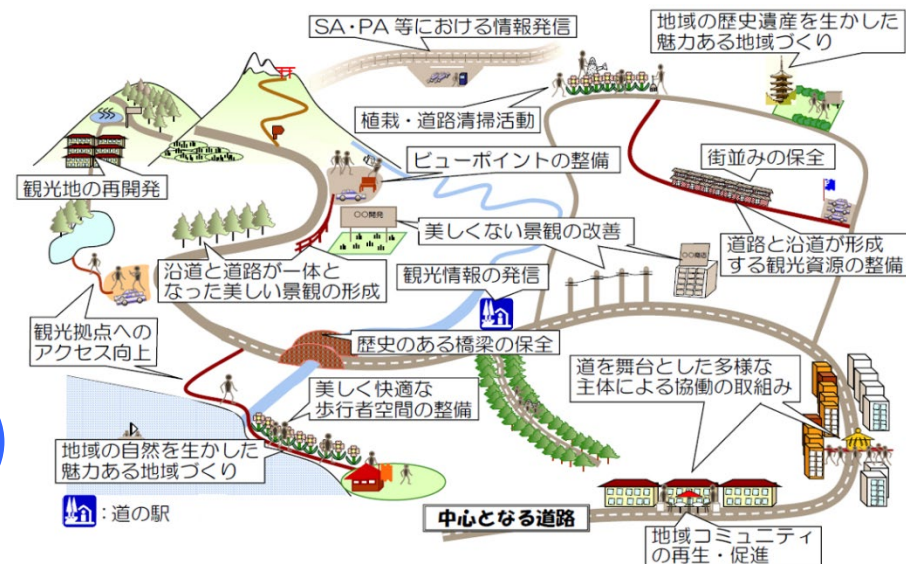 SA・PA 等における情報発信
地域の歴史遺産を生かした
魅力ある地域づくり
植栽・道路清掃活動
ビューポイントの整備
街並みの保全
観光地の再開発
○○開発
美しくない景観の改善
○○商店
道路と沿道が形成
する観光資源の整備
沿道と道路が一体と
なった美しい景観の形成
観光情報の発信
観光拠点への
アクセス向上
歴史のある橋梁の保全
道を舞台とした多様な
主体による協働の取組み
美しく快適な
歩行者空間の整備
地域の自然を生かした
魅力ある地域づくり
:道の駅
中心となる道路
地域コミュニティ
の再生・促進